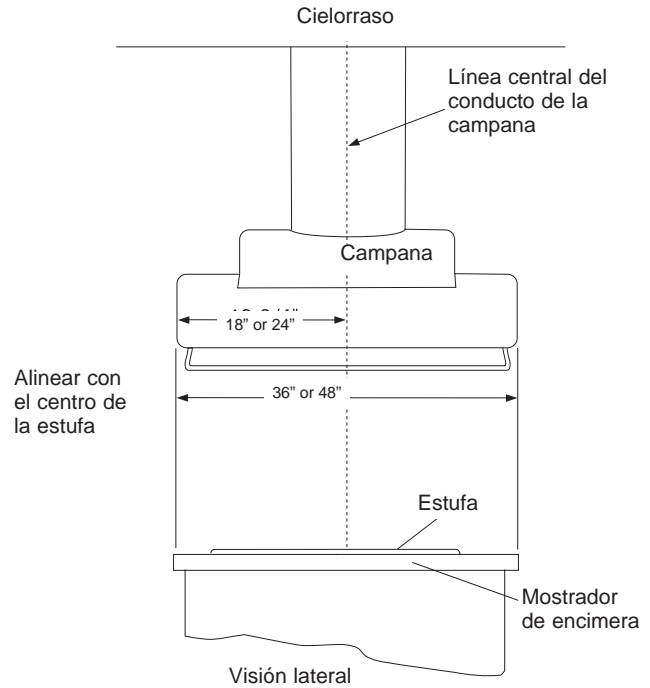 Cielorraso
Línea central del
conducto de la
campana
Campana
18” or 24”
Alinear con
el centro de
la estufa
36” or 48”
Estufa
Mostrador
de encimera
Visión lateral